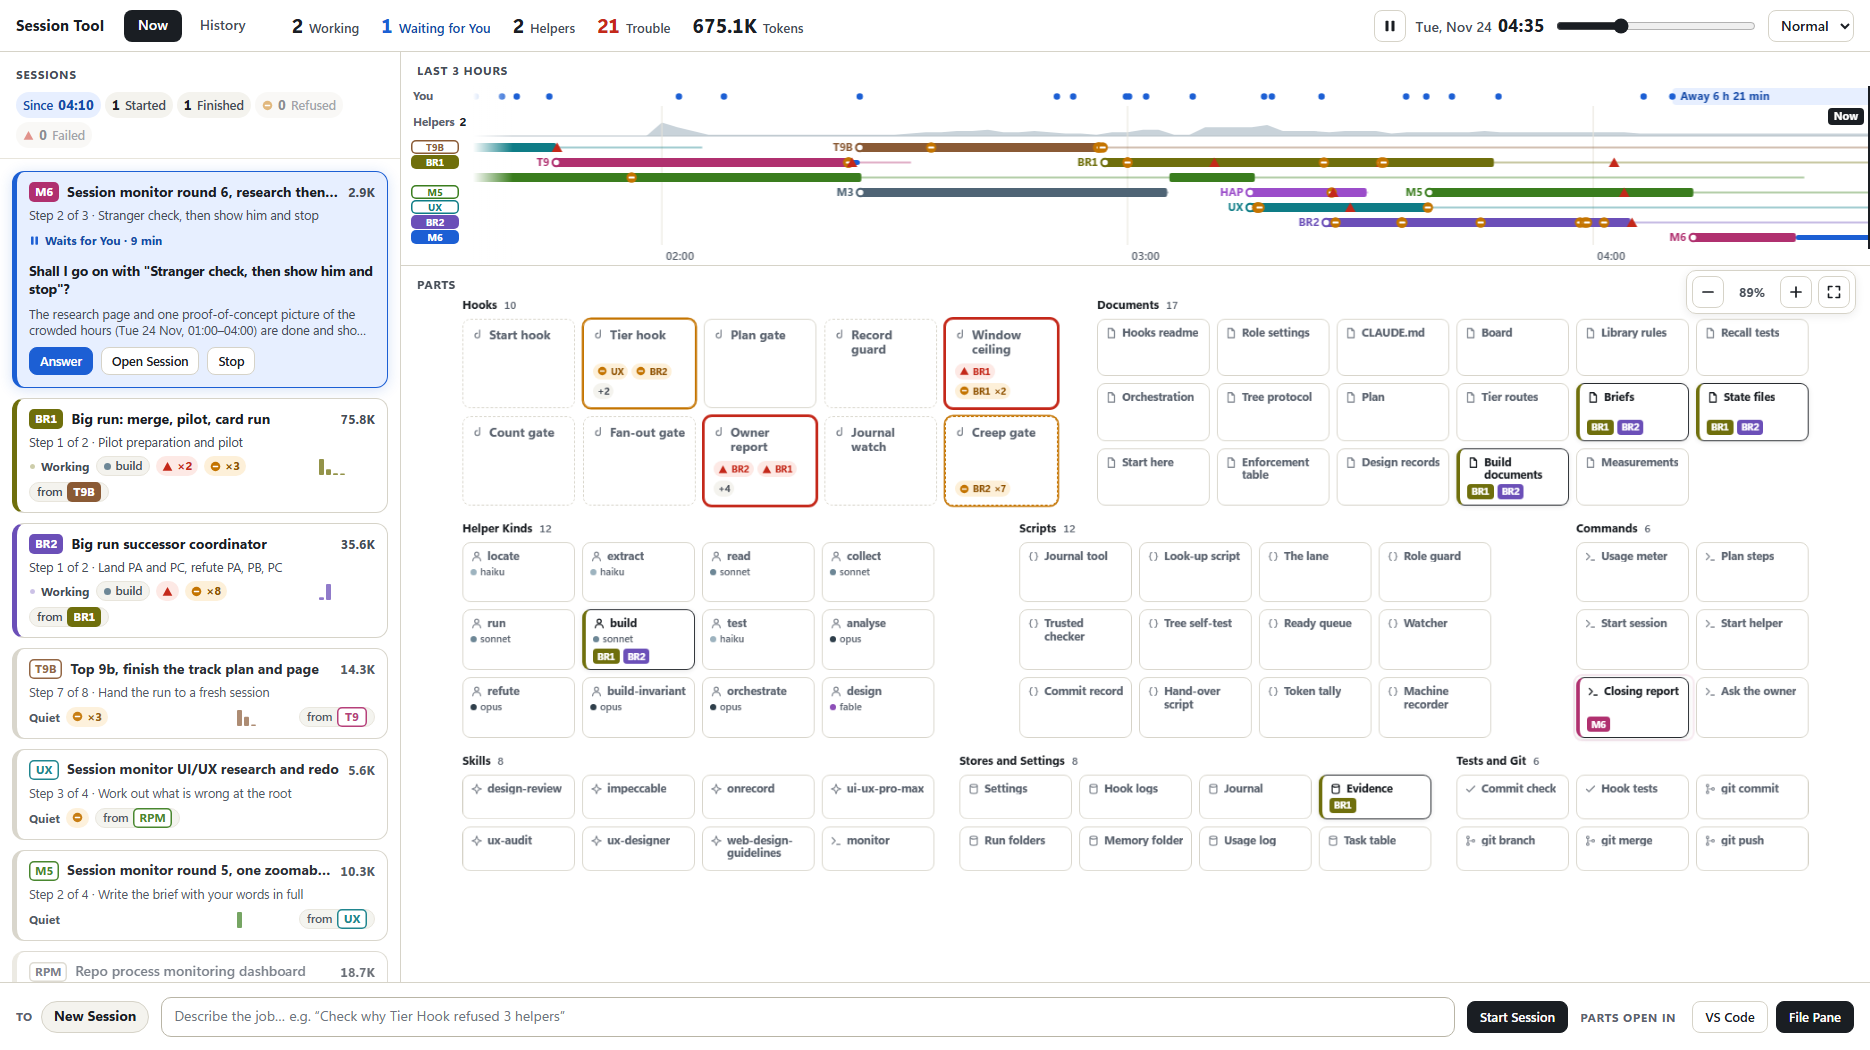 Session Tool
Now
History
2 Working
1 Waiting for You
2 Helpers
21 Trouble
675.1K Tokens
Tue, Nov 24 04:35
Normal
SESSIONS
Since 04:10
1 Started
1 Finished
0 Refused
0 Failed
M6 Session monitor round 6, research then... 2.9K
Step 2 of 3 · Stranger check, then show him and stop
Waits for You · 9 min
Shall I go on with "Stranger check, then show him and
stop"?
The research page and one proof-of-concept picture of the
crowded hours (Tue 24 Nov, 01:00–04:00) are done and sho...
Answer
Open Session
Stop
BR1 Big run: merge, pilot, card run 75.8K
Step 1 of 2 · Pilot preparation and pilot
Working build ×2 ×3
from T9B
BR2 Big run successor coordinator 35.6K
Step 1 of 2 · Land PA and PC, refute PA, PB, PC
Working build ×8
from BR1
T9B Top 9b, finish the track plan and page 14.3K
Step 7 of 8 · Hand the run to a fresh session
Quiet ×3 from T9
UX Session monitor UI/UX research and redo 5.6K
Step 3 of 4 · Work out what is wrong at the root
Quiet from RPM
M5 Session monitor round 5, one zoomab... 10.3K
Step 2 of 4 · Write the brief with your words in full
Quiet from UX
RPM Repo process monitoring dashboard 18.7K
LAST 3 HOURS
You
Away 6 h 21 min
Helpers 2
Now
T9B
T9B
BR1
T9
BR1
M5
M3
HAP
M5
UX
UX
BR2
BR2
M6
M6
02:00
03:00
04:00
PARTS
89%
Hooks 10
Start hook
Tier hook
UX BR2
+2
Plan gate
Record
guard
Window
ceiling
BR1
BR1 ×2
Count gate
Fan-out gate
Owner
report
BR2 BR1
+4
Journal
watch
Creep gate
BR2 ×7
Documents 17
Hooks readme
Role settings
CLAUDE.md
Board
Library rules
Recall tests
Orchestration
Tree protocol
Plan
Tier routes
Briefs
BR1 BR2
State files
BR1 BR2
Start here
Enforcement
table
Design records
Build
documents
BR1 BR2
Measurements
Helper Kinds 12
locate
haiku
extract
haiku
read
sonnet
collect
sonnet
run
sonnet
build
sonnet
BR1 BR2
test
haiku
analyse
opus
refute
opus
build-invariant
opus
orchestrate
opus
design
fable
Scripts 12
Journal tool
Look-up script
The lane
Role guard
Trusted
checker
Tree self-test
Ready queue
Watcher
Commit record
Hand-over
script
Token tally
Machine
recorder
Commands 6
Usage meter
Plan steps
Start session
Start helper
Closing report
M6
Ask the owner
Skills 8
design-review
impeccable
onrecord
ui-ux-pro-max
ux-audit
ux-designer
web-design-
guidelines
monitor
Stores and Settings 8
Settings
Hook logs
Journal
Evidence
BR1
Run folders
Memory folder
Usage log
Task table
Tests and Git 6
Commit check
Hook tests
git commit
git branch
git merge
git push
TO
New Session
Describe the job... e.g. “Check why Tier Hook refused 3 helpers”
Start Session
PARTS OPEN IN
VS Code
File Pane